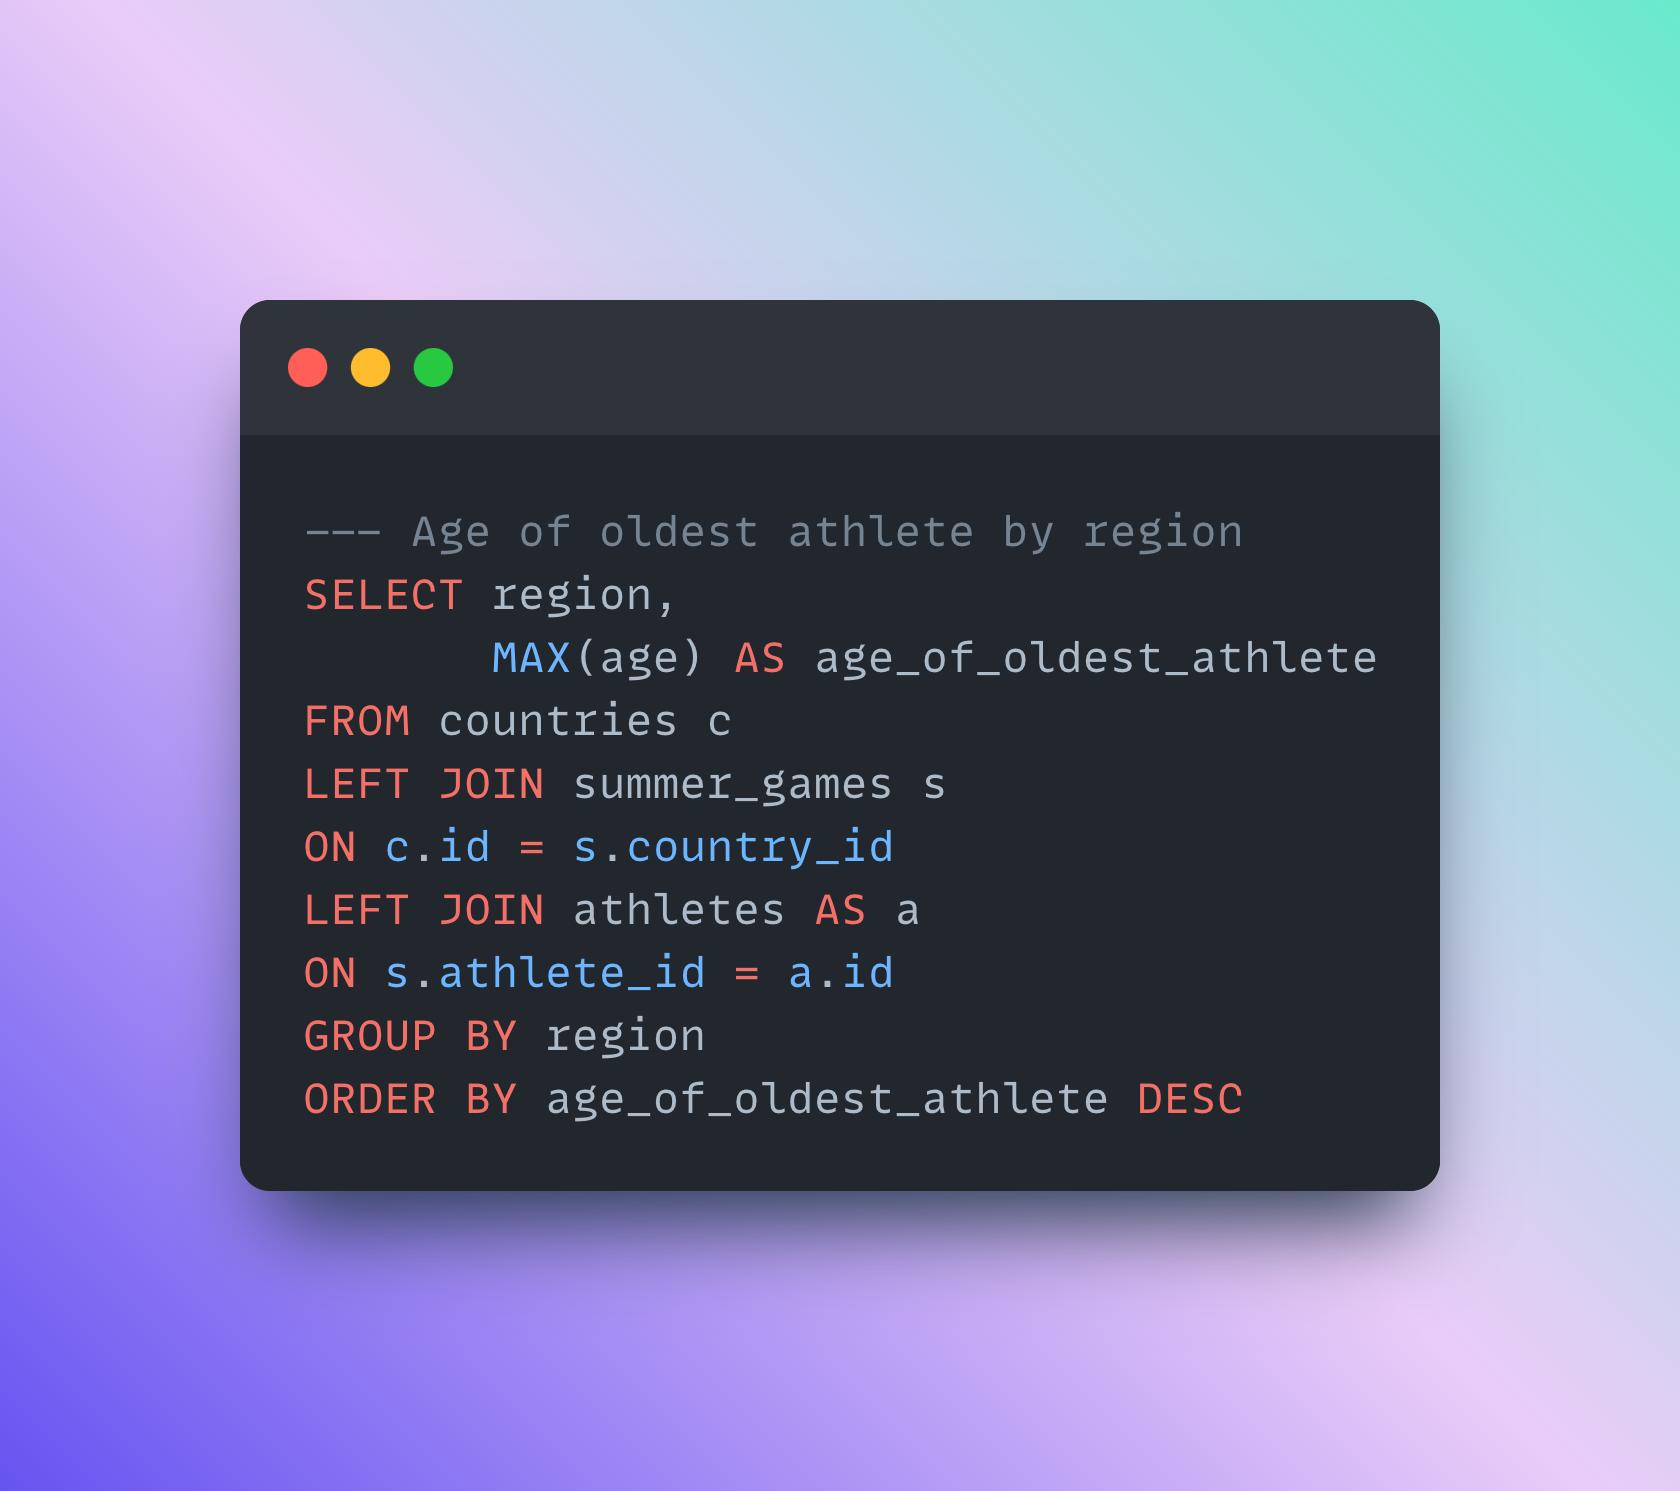 --- Age of oldest athlete by region
SELECT region,
       MAX(age) AS age_of_oldest_athlete
FROM countries c
LEFT JOIN summer_games s
ON c.id = s.country_id
LEFT JOIN athletes AS a
ON s.athlete_id = a.id
GROUP BY region
ORDER BY age_of_oldest_athlete DESC